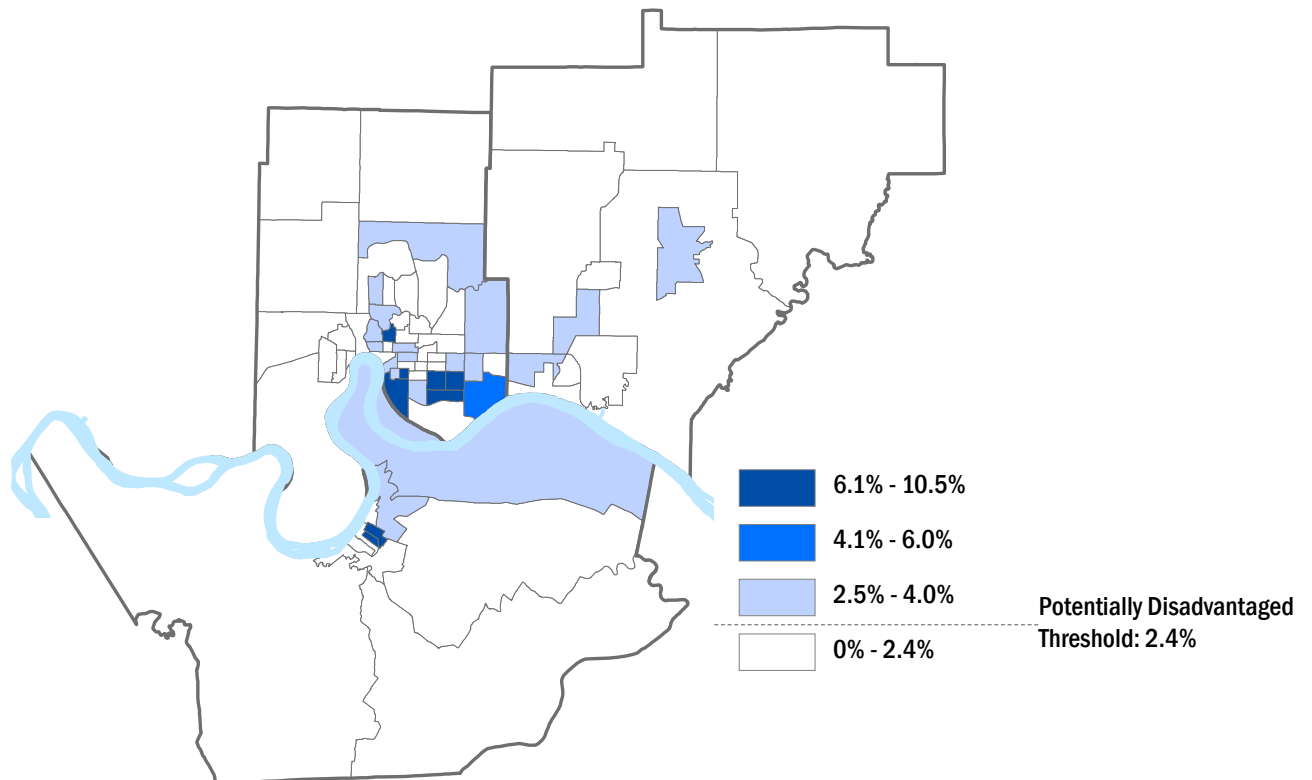 6.1% - 10.5%
4.1% - 6.0%
2.5% - 4.0%
Potentially Disadvantaged
Threshold: 2.4%
0% - 2.4%